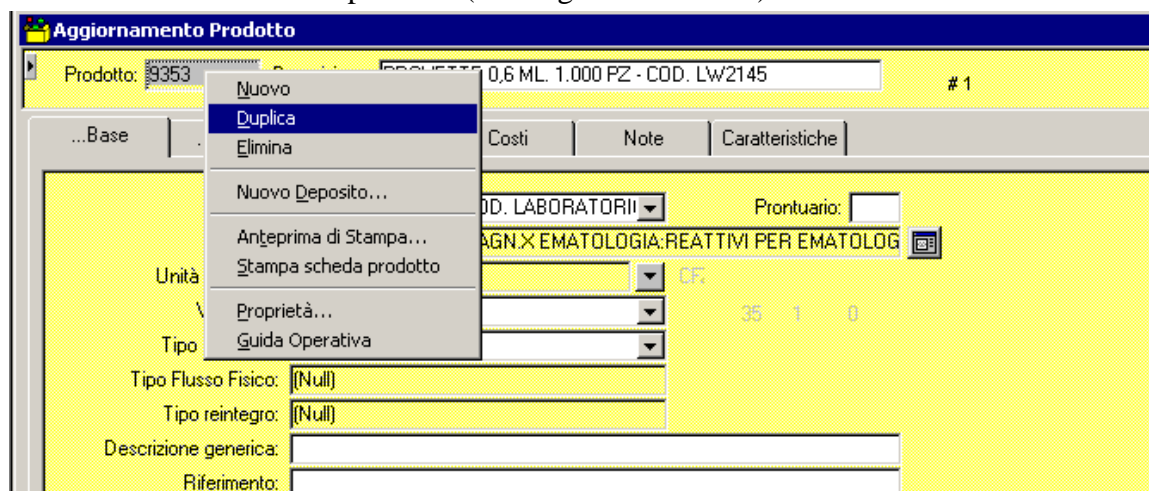 Aggiornamento Prodotto
Prodotto: 9353 0,6 ML. 1.000 PZ - COD. LW2145 # 1
Nuovo
Duplica
Elimina
Nuovo Deposito...
Anteprima di Stampa...
Stampa scheda prodotto
Proprietà...
Guida Operativa
...Base Costi Note Caratteristiche
OD. LABORATORI Prontuario:
AGN.X EMATOLOGIA:REATTIVI PER EMATOLOG
Unità
35 1 0
Tipo
Tipo Flusso Fisico: (Null)
Tipo reintegro: (Null)
Descrizione generica:
Riferimento: